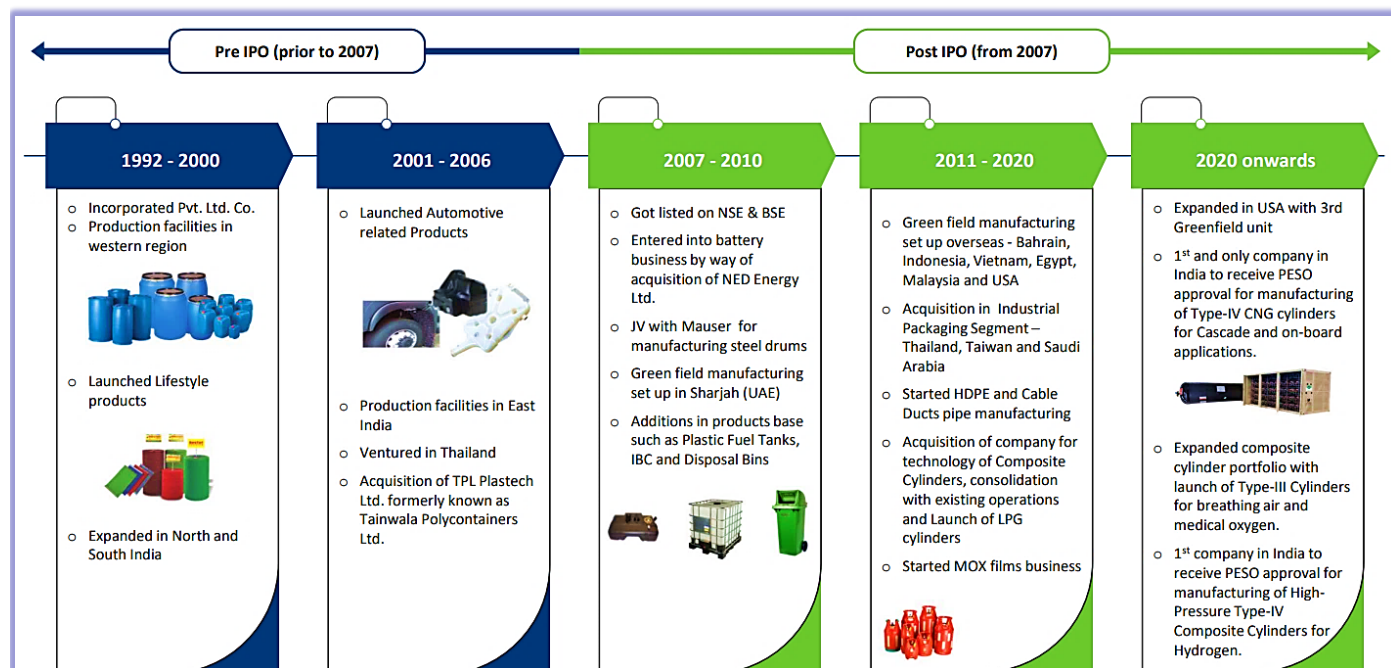 Pre IPO (prior to 2007)
Post IPO (from 2007)
1992 - 2000
○ Incorporated Pvt. Ltd. Co.
○ Production facilities in
western region
○ Launched Lifestyle
products
○ Expanded in North and
South India
2001 - 2006
○ Launched Automotive
related Products
○ Production facilities in East
India
○ Ventured in Thailand
○ Acquisition of TPL Plastech
Ltd. formerly known as
Tainwala Polycontainers
Ltd.
2007 - 2010
○ Got listed on NSE & BSE
○ Entered into battery
business by way of
acquisition of NED Energy
Ltd.
○ JV with Mauser for
manufacturing steel drums
○ Green field manufacturing
set up in Sharjah (UAE)
○ Additions in products base
such as Plastic Fuel Tanks,
IBC and Disposal Bins
2011 - 2020
○ Green field manufacturing
set up overseas - Bahrain,
Indonesia, Vietnam, Egypt,
Malaysia and USA
○ Acquisition in Industrial
Packaging Segment –
Thailand, Taiwan and Saudi
Arabia
○ Started HDPE and Cable
Ducts pipe manufacturing
○ Acquisition of company for
technology of Composite
Cylinders, consolidation
with existing operations
and Launch of LPG
cylinders
○ Started MOX films business
2020 onwards
○ Expanded in USA with 3rd
Greenfield unit
○ 1st and only company in
India to receive PESO
approval for manufacturing
of Type-IV CNG cylinders
for Cascade and on-board
applications.
○ Expanded composite
cylinder portfolio with
launch of Type-III Cylinders
for breathing air and
medical oxygen.
○ 1st company in India to
receive PESO approval for
manufacturing of High-
Pressure Type-IV
Composite Cylinders for
Hydrogen.